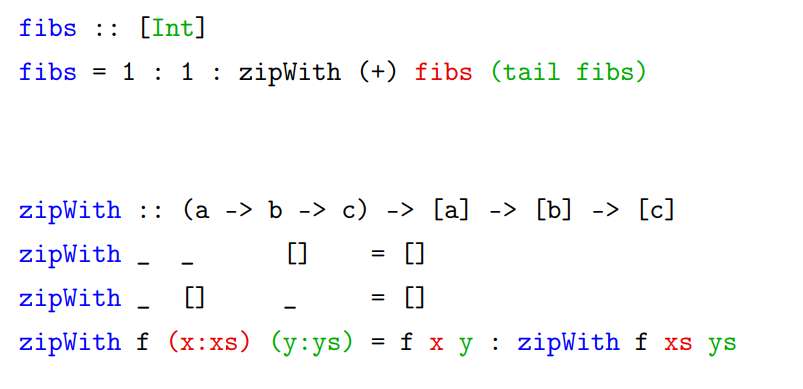 fibs :: [Int]
fibs = 1 : 1 : zipWith (+) fibs (tail fibs)
zipWith :: (a -> b -> c) -> [a] -> [b] -> [c]
zipWith _ _ [] = []
zipWith _ [] _ = []
zipWith f (x:xs) (y:ys) = f x y : zipWith f xs ys